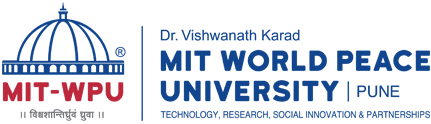 ®
MIT-WPU
॥ विश्वशान्तिर्ध्रुवं ध्रुवा ॥
Dr. Vishwanath Karad
MIT WORLD PEACE
UNIVERSITY | PUNE
TECHNOLOGY, RESEARCH, SOCIAL INNOVATION & PARTNERSHIPS